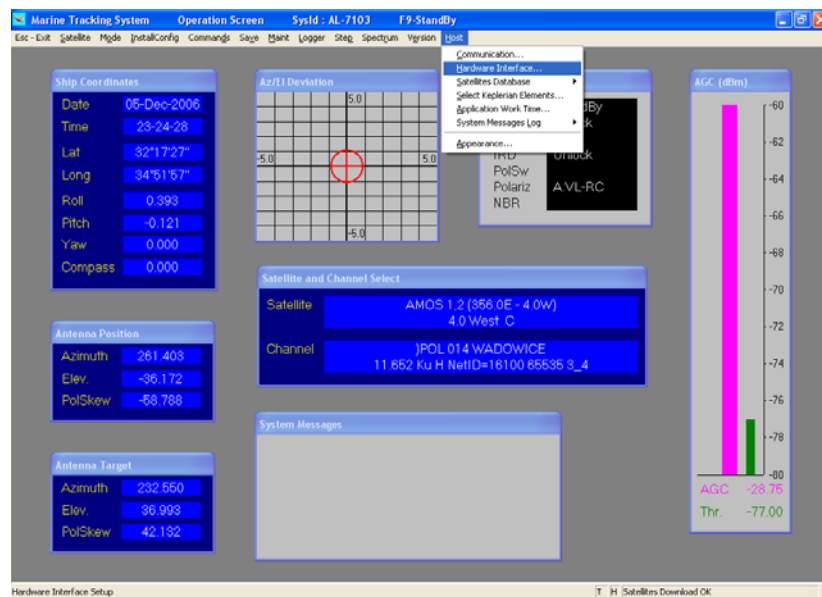 Marine Tracking System Operation Screen SysId : AL-7103 F9-StandBy
Esc - Exit Satellite Mode InstallConfig Commands Save Maint Logger Step Spectrum Version Host
Communication...
Hardware Interface...
Satellites Database
Select Keplerian Elements...
Application Work Time...
System Messages Log
Appearance...
Ship Coordinates
Date 05-Dec-2006
Time 23-24-28
Lat 32°17'27"
Long 34°51'57"
Roll 0.393
Pitch -0.121
Yaw 0.000
Compass 0.000
Az/El Deviation
5.0
-5.0 5.0
-5.0
IRD Unlock
PolSw
Polariz A:VL-RC
NBR
Satellite and Channel Select
Satellite AMOS 1,2 (356.0E - 4.0W)
4.0 West C
Channel )POL 014 WADOWICE
11.652 Ku H NetID=16100 65535 3_4
Antenna Position
Azimuth 261.403
Elev. -36.172
PolSkew -58.788
System Messages
Antenna Target
Azimuth 232.550
Elev. 36.993
PolSkew 42.132
AGC (dBm)
-60
-62
-64
-66
-68
-70
-72
-74
-76
-78
-80
AGC -28.75
Thr. -77.00
Hardware Interface Setup T H Satellites Download OK